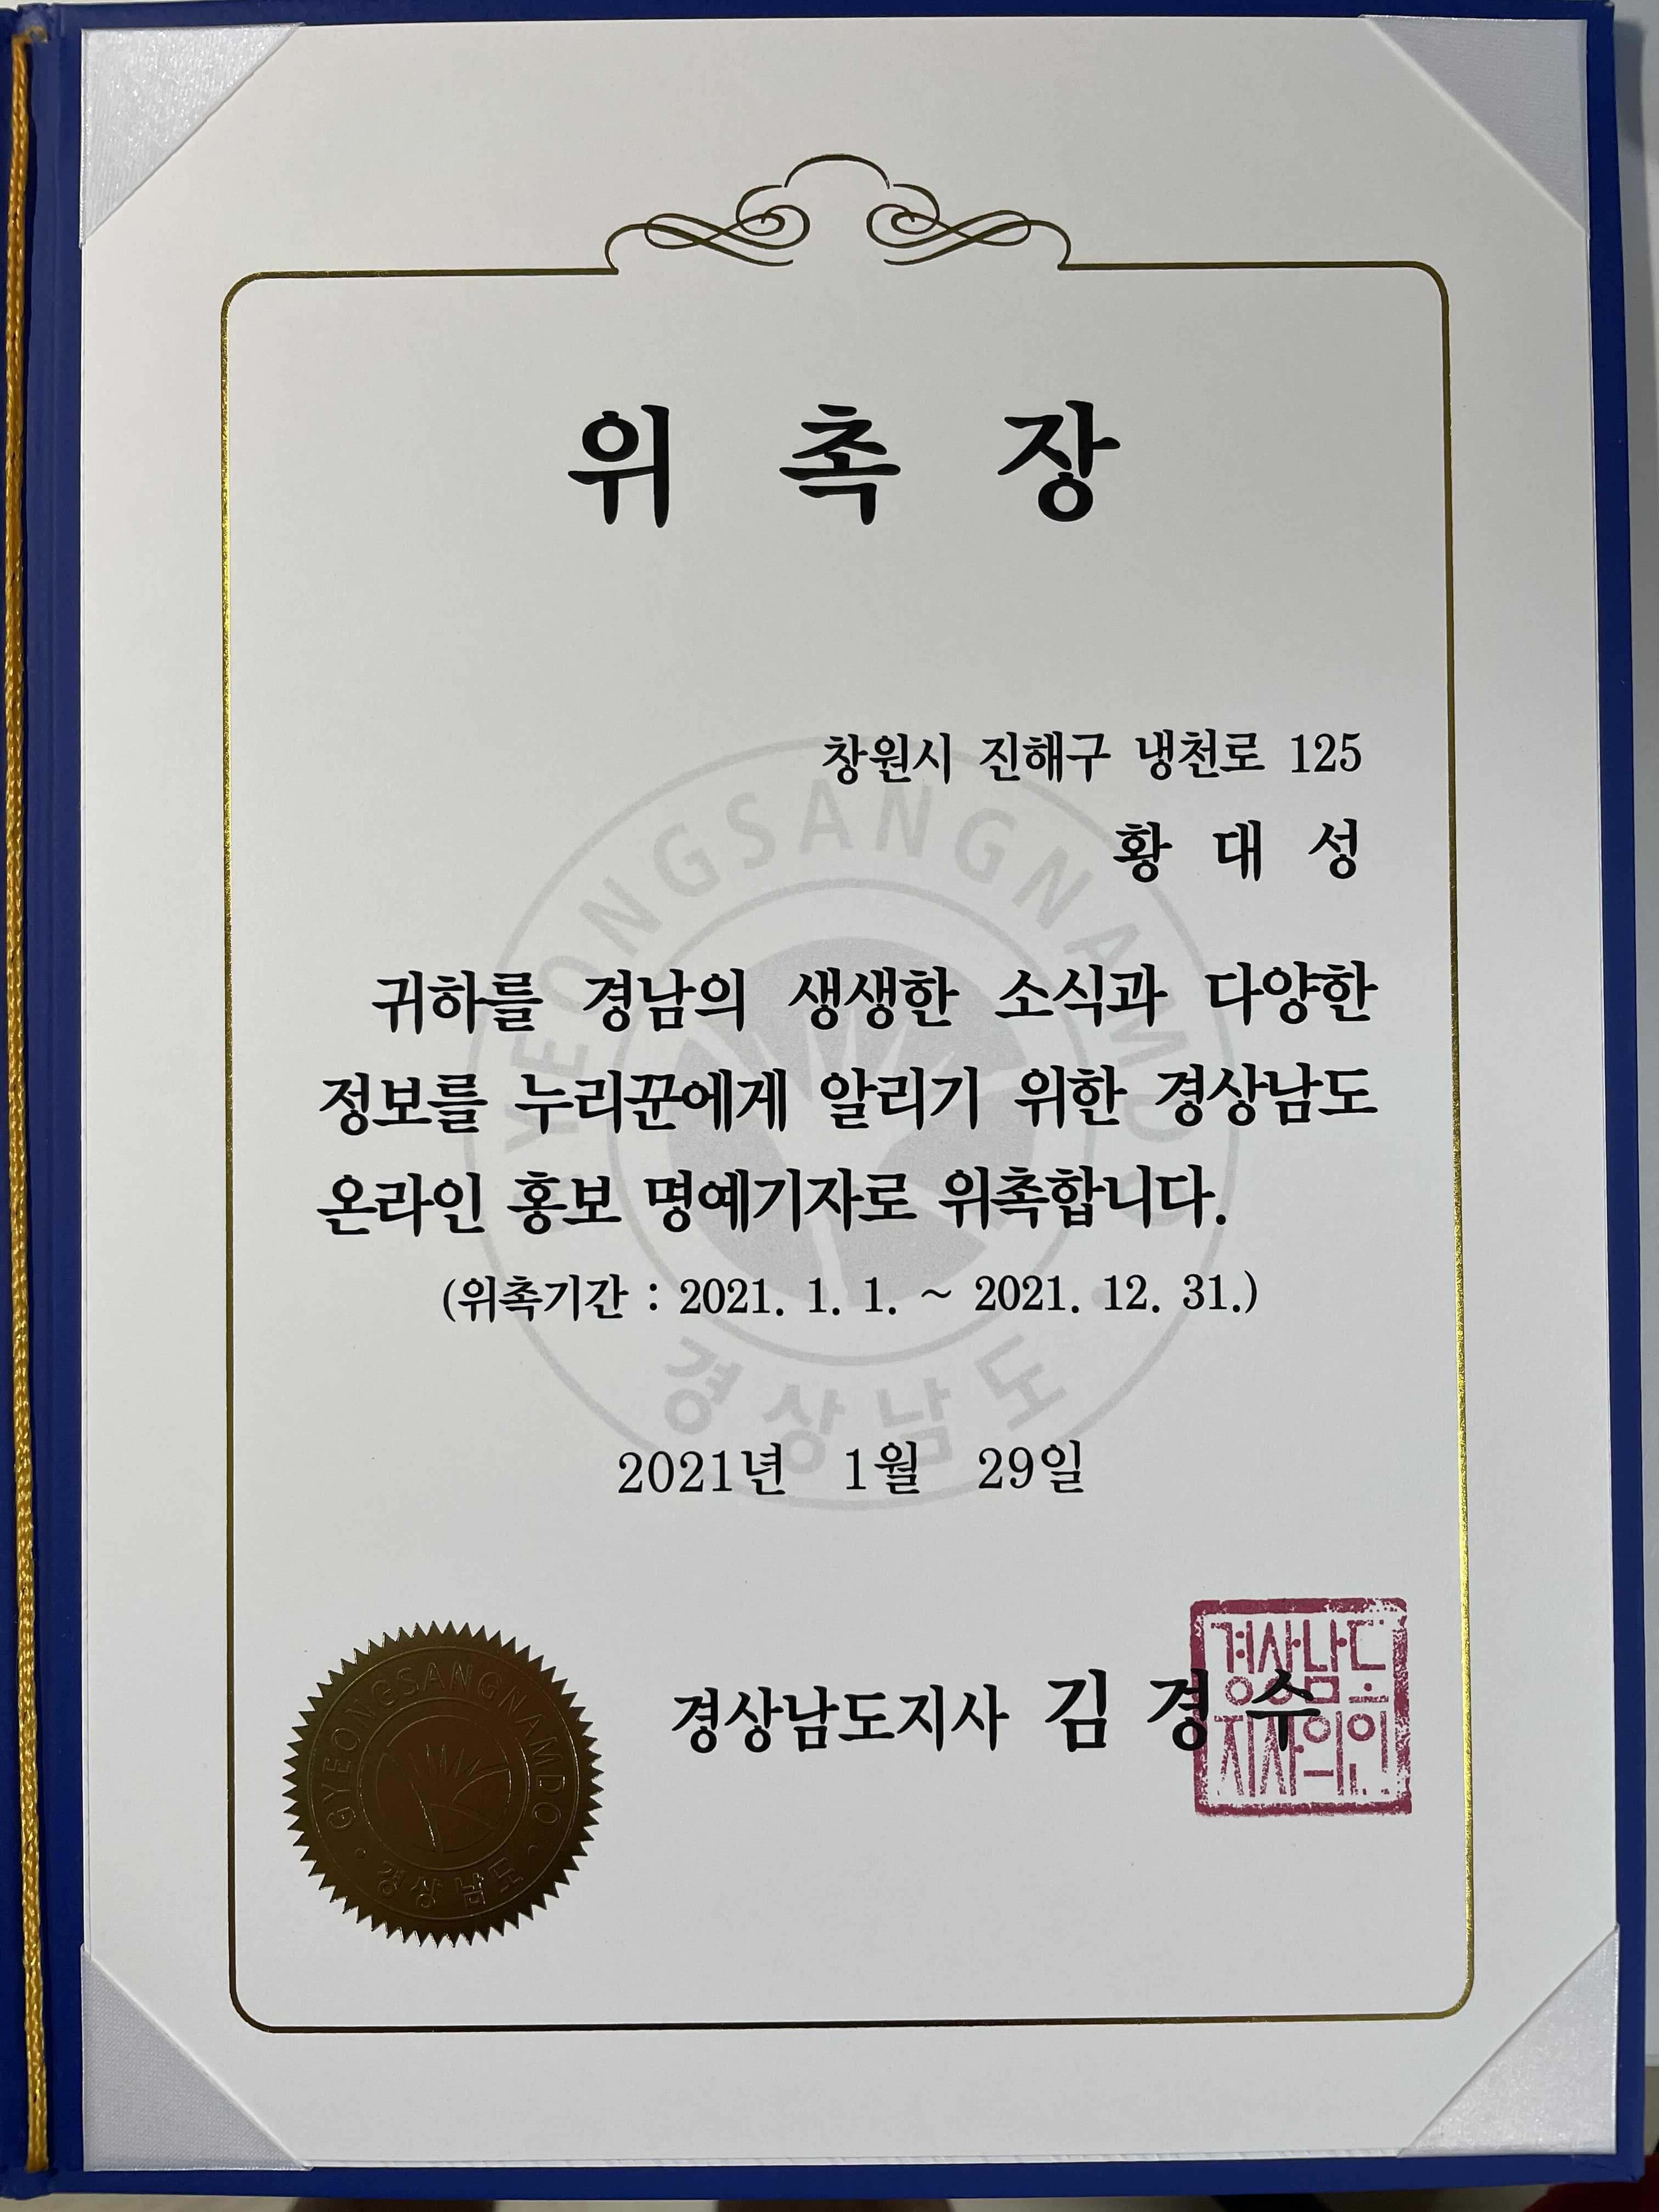 위 촉 장
창원시 진해구 냉천로 125
황 대 성
귀하를 경남의 생생한 소식과 다양한
정보를 누리꾼에게 알리기 위한 경상남도
온라인 홍보 명예기자로 위촉합니다.
(위촉기간 : 2021. 1. 1. ~ 2021. 12. 31.)
2021년 1월 29일
경상남도지사 김 경 수
경상남도
지사의인
GYEONGSANGNAMDO
경상남도
GYEONGSANGNAMDO
경상남도